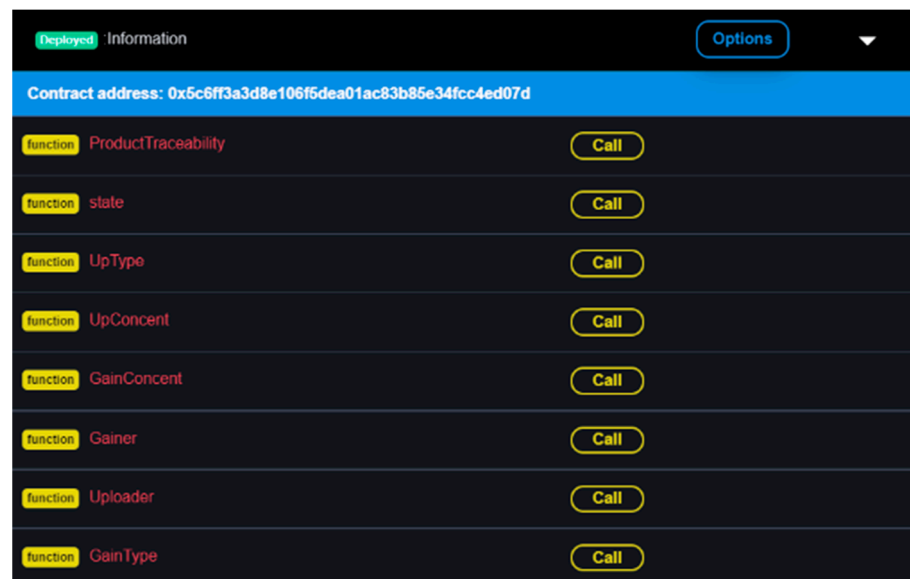 Deployed :Information Options
Contract address: 0x5c6ff3a3d8e106f5dea01ac83b85e34fcc4ed07d
function ProductTraceability Call
function state Call
function UpType Call
function UpConcent Call
function GainConcent Call
function Gainer Call
function Uploader Call
function GainType Call